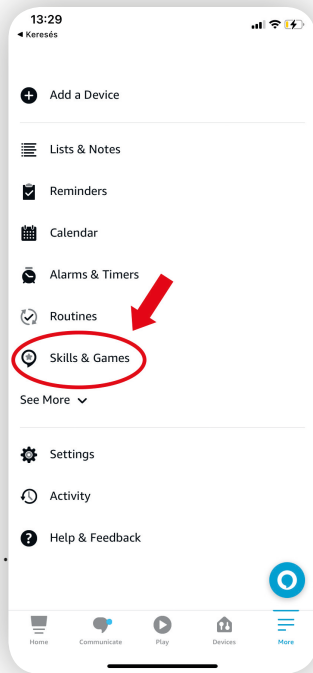 13:29
Keresés
Add a Device
Lists & Notes
Reminders
Calendar
Alarms & Timers
Routines
Skills & Games
See More
Settings
Activity
Help & Feedback
Home Communicate Play Devices More